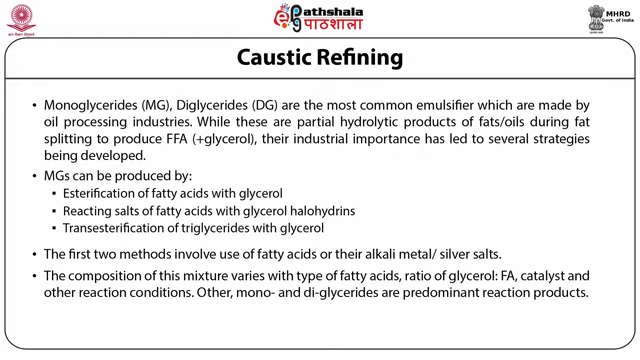 ePathshala
पाठशाला
MHRD
Govt. of India
Caustic Refining
• Monoglycerides (MG), Diglycerides (DG) are the most common emulsifier which are made by
oil processing industries. While these are partial hydrolytic products of fats/oils during fat
splitting to produce FFA (+glycerol), their industrial importance has led to several strategies
being developed.
• MGs can be produced by:
▪ Esterification of fatty acids with glycerol
▪ Reacting salts of fatty acids with glycerol halohydrins
▪ Transesterification of triglycerides with glycerol
• The first two methods involve use of fatty acids or their alkali metal/ silver salts.
• The composition of this mixture varies with type of fatty acids, ratio of glycerol: FA, catalyst and
other reaction conditions. Other, mono- and di-glycerides are predominant reaction products.